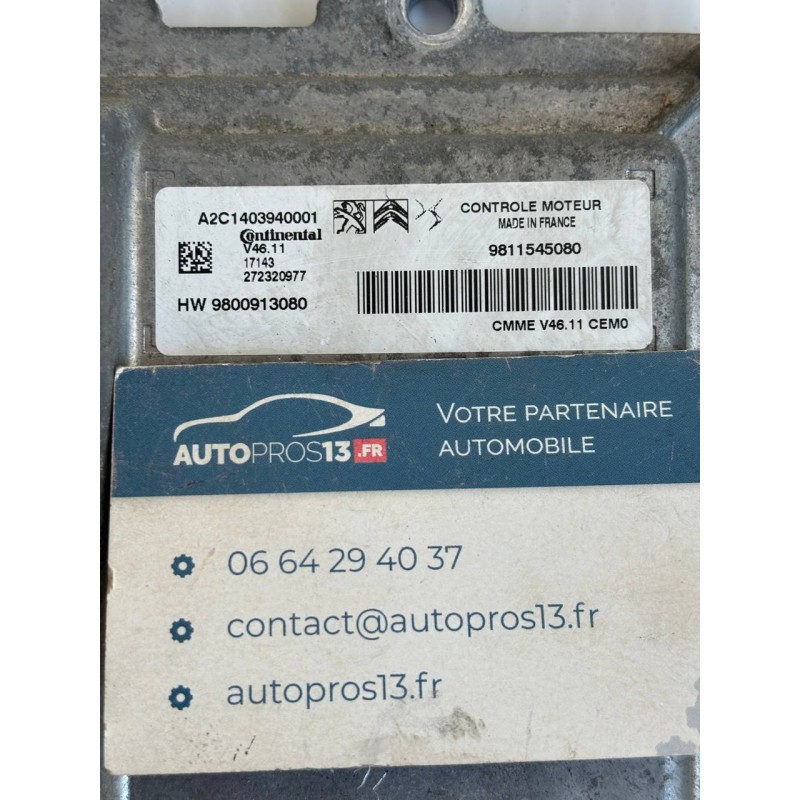 A2C1403940001
Continental
V46.11
17143
272320977
HW 9800913080
CONTROLE MOTEUR
MADE IN FRANCE
9811545080
CMME V46.11 CEM0
AUTOPROS13.FR
VOTRE PARTENAIRE
AUTOMOBILE
06 64 29 40 37
contact@autopros13.fr
autopros13.fr